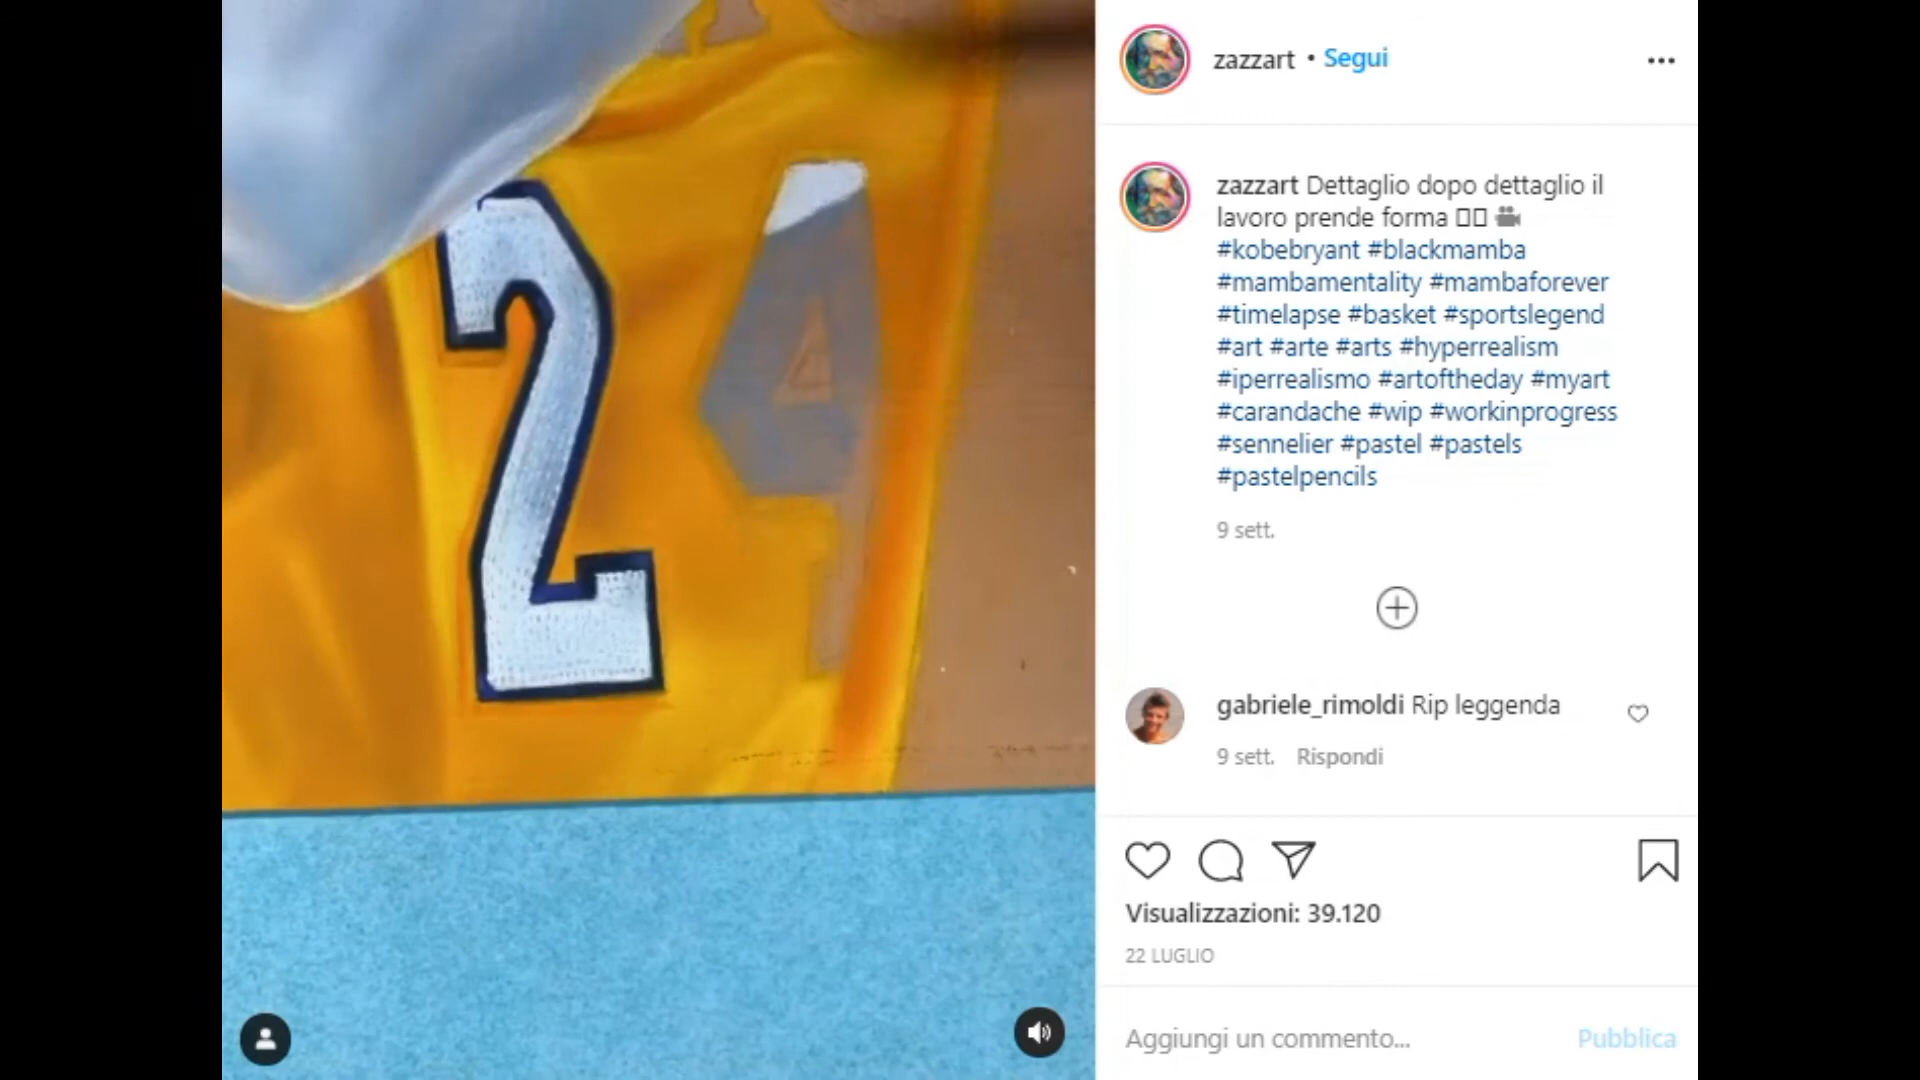 24
zazzart • Segui
zazzart Dettaglio dopo dettaglio il
lavoro prende forma
#kobebryant #blackmamba
#mambamentality #mambaforever
#timelapse #basket #sportslegend
#art #arte #arts #hyperrealism
#iperrealismo #artoftheday #myart
#carandache #wip #workinprogress
#sennelier #pastel #pastels
#pastelpencils
9 sett.
gabriele_rimoldi Rip leggenda
9 sett. Rispondi
Visualizzazioni: 39.120
22 LUGLIO
Aggiungi un commento... Pubblica